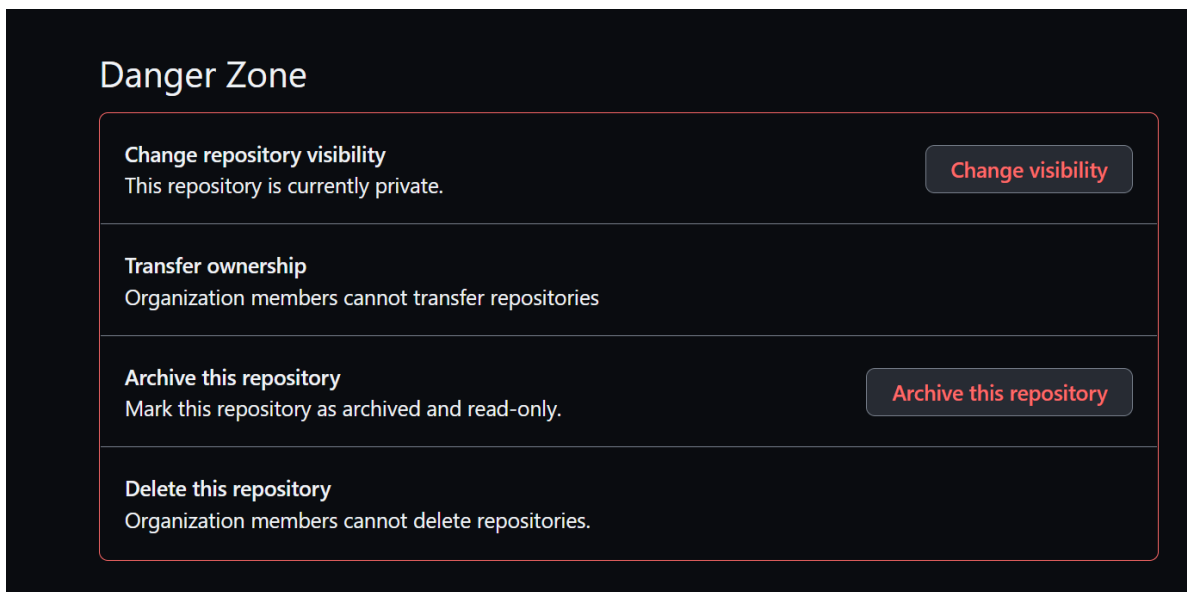 Danger Zone
Change repository visibility
This repository is currently private.
Change visibility
Transfer ownership
Organization members cannot transfer repositories
Archive this repository
Mark this repository as archived and read-only.
Archive this repository
Delete this repository
Organization members cannot delete repositories.